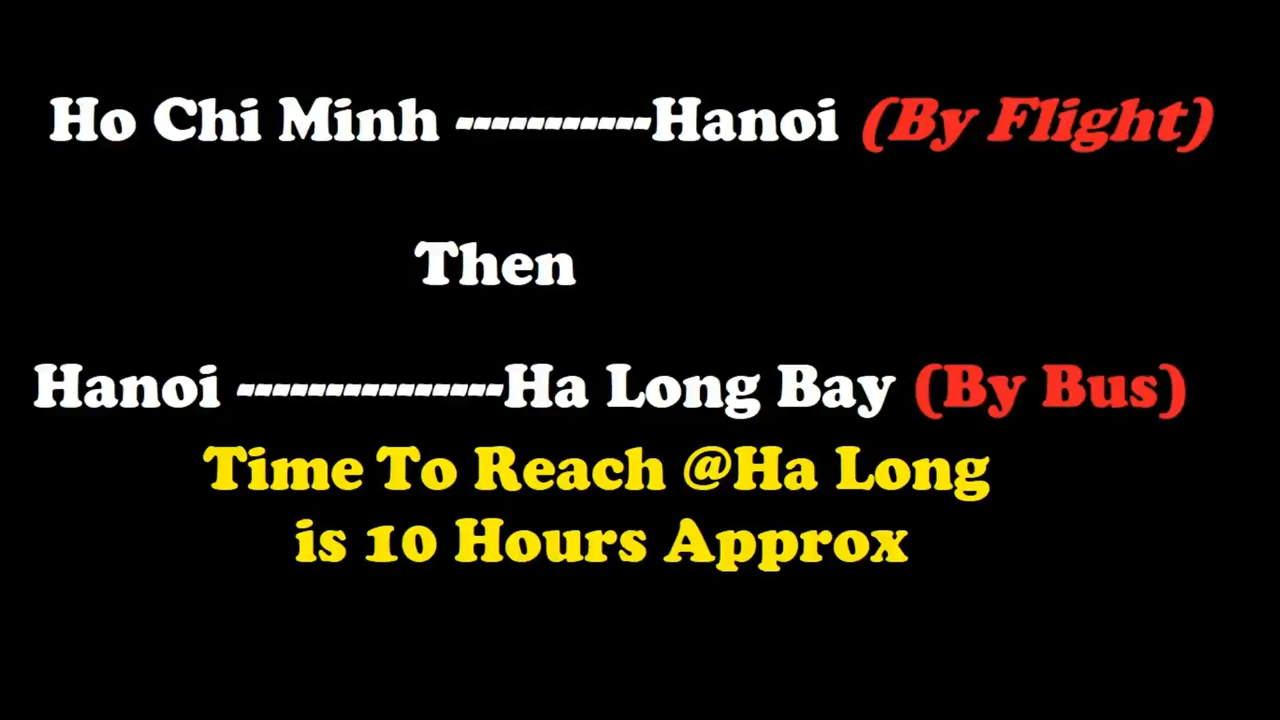 Ho Chi Minh -----------Hanoi (By Flight)
Then
Hanoi ---------------Ha Long Bay (By Bus)
Time To Reach @Ha Long
is 10 Hours Approx